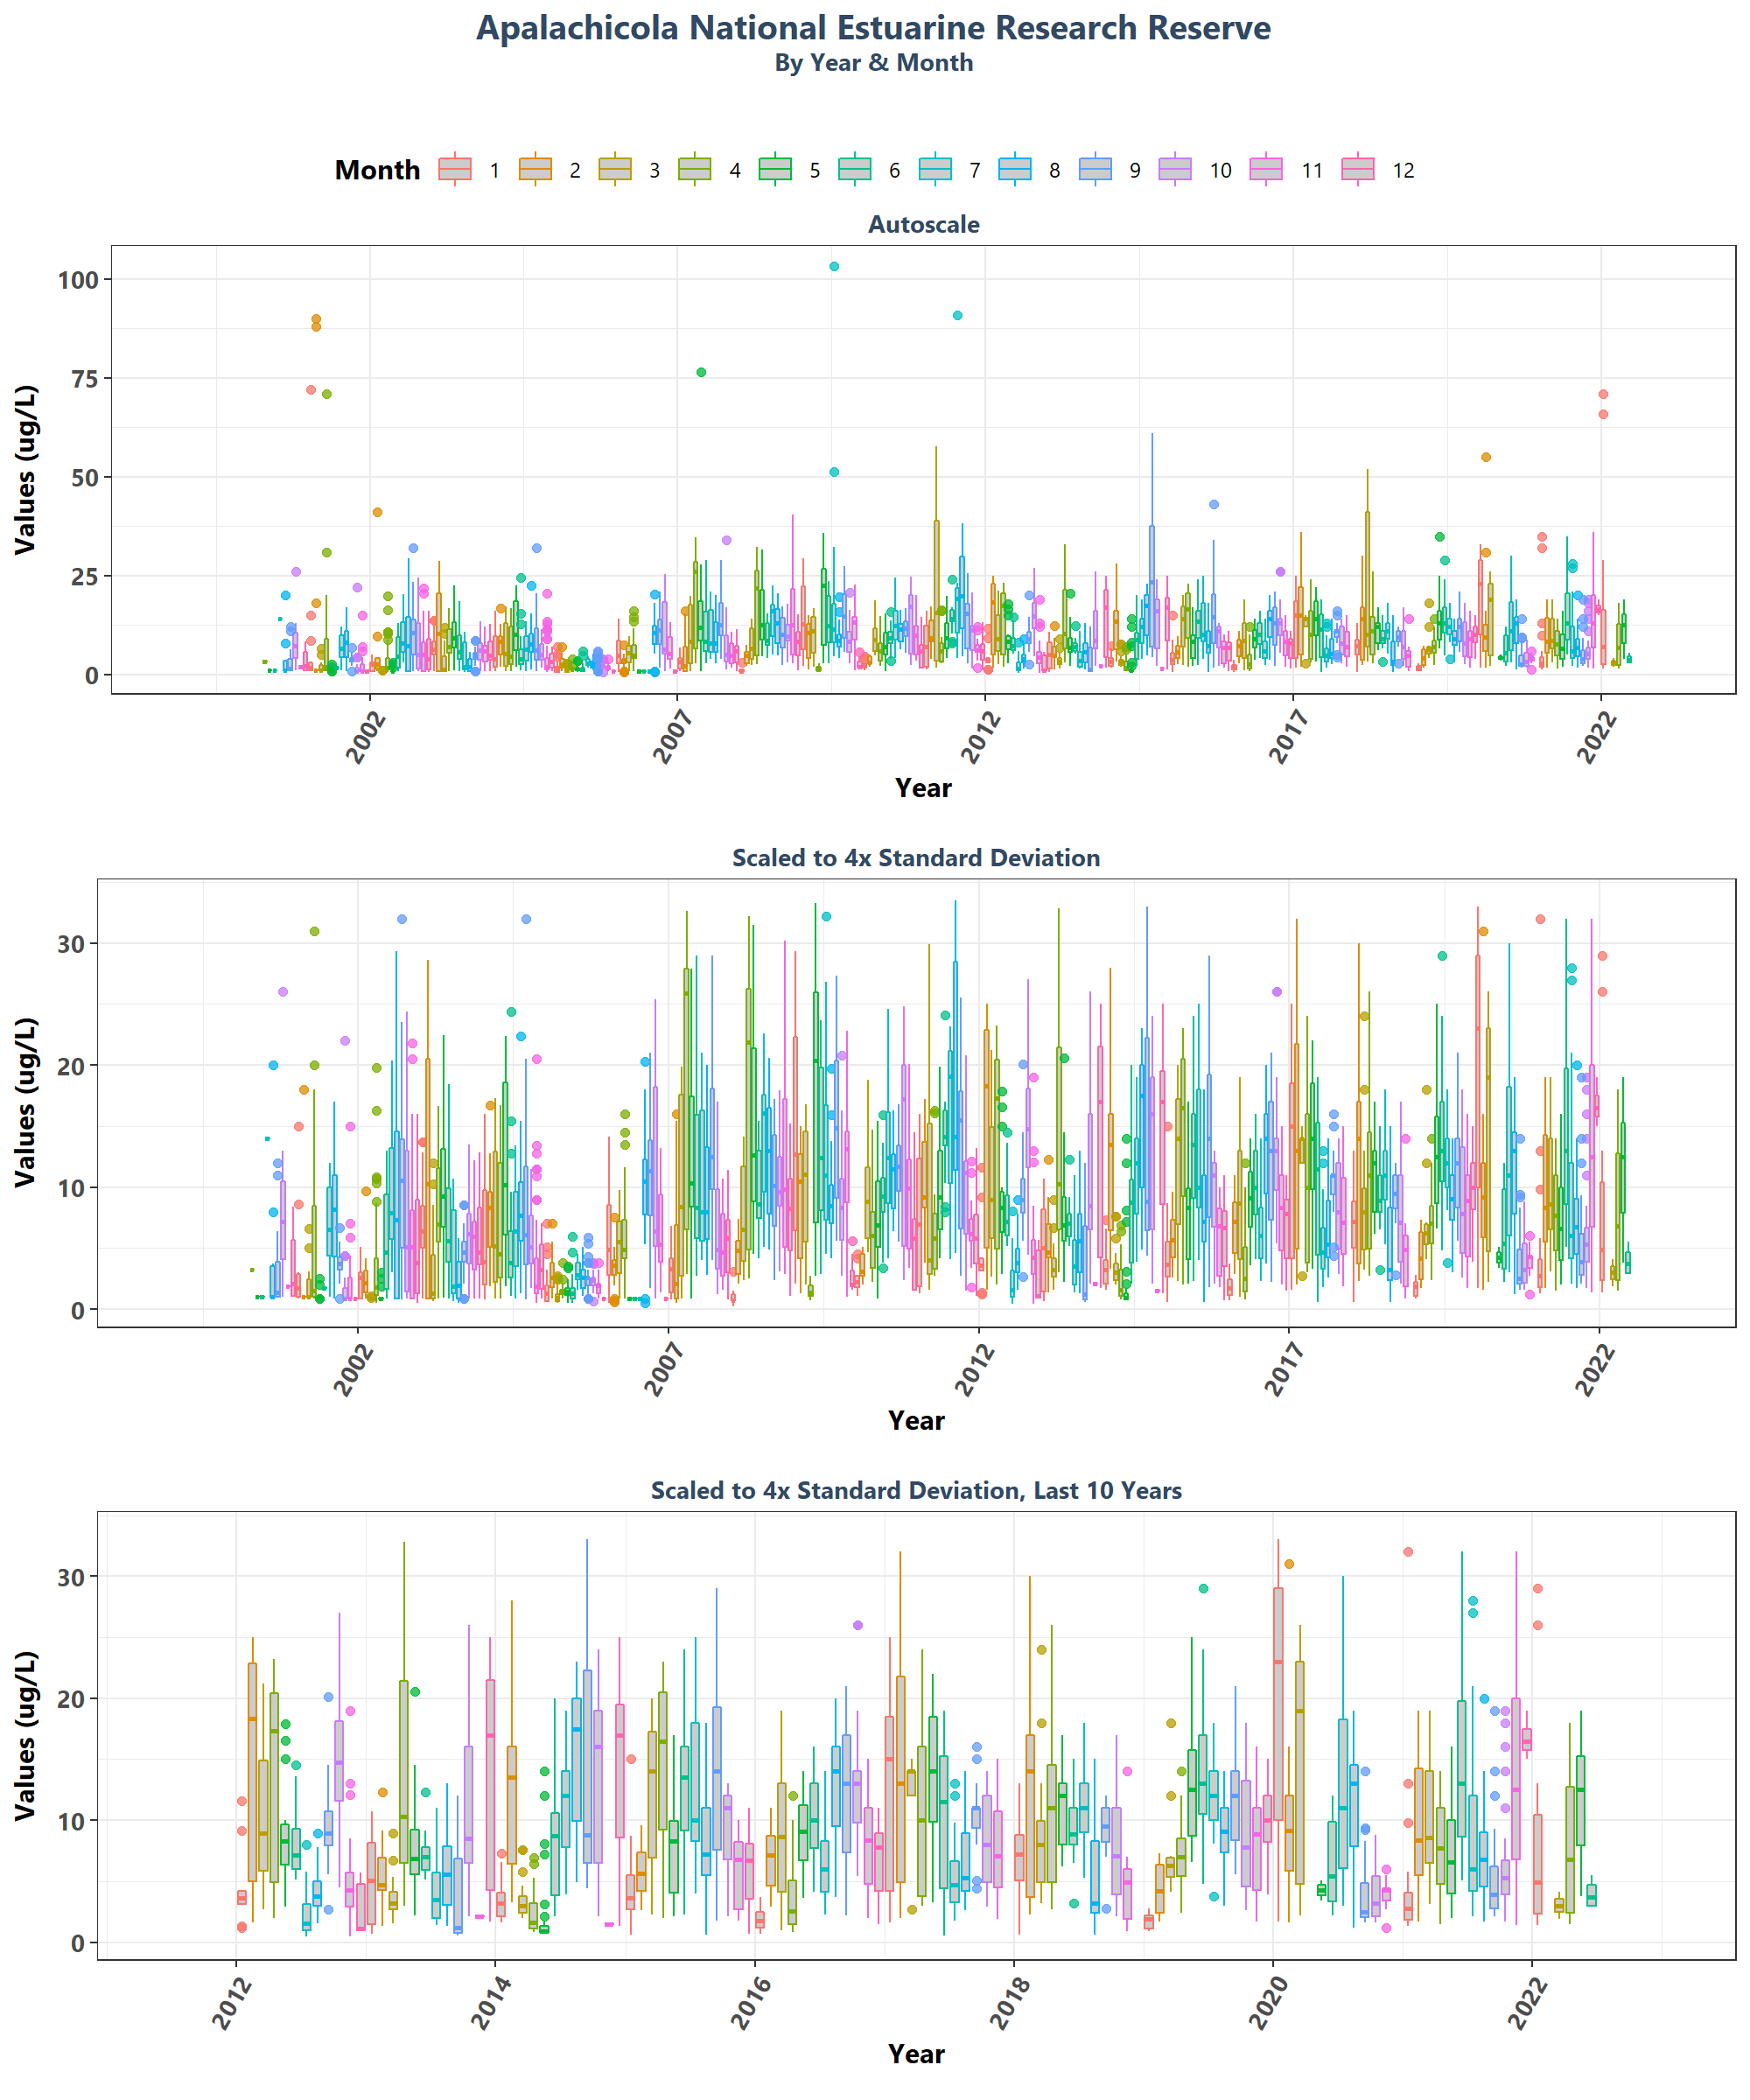 Apalachicola National Estuarine Research Reserve
By Year & Month
Month 1 2 3 4 5 6 7 8 9 10 11 12
Autoscale
100
75
50
25
0
Values (ug/L)
2002 2007 2012 2017 2022
Year
Scaled to 4x Standard Deviation
30
20
10
0
Values (ug/L)
2002 2007 2012 2017 2022
Year
Scaled to 4x Standard Deviation, Last 10 Years
30
20
10
0
Values (ug/L)
2012 2014 2016 2018 2020 2022
Year